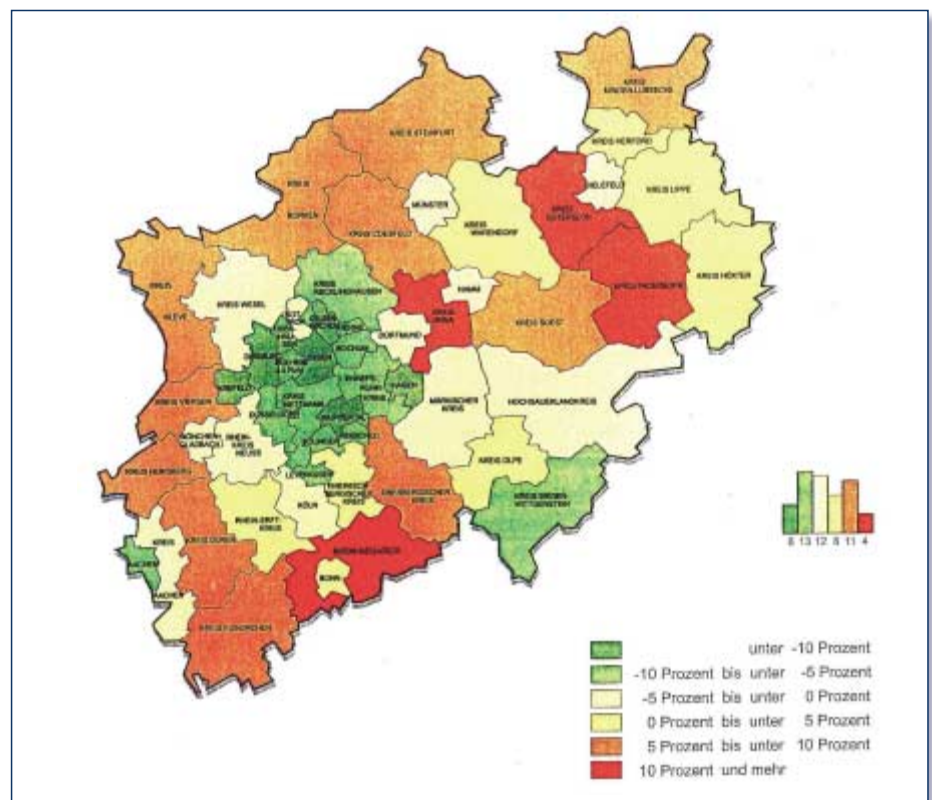 KREIS
MINDEN-LÜBBECKE
KREIS HERFORD
KREIS STEINFURT
BIELEFELD
KREIS LIPPE
KREIS
BORKEN
MÜNSTER
KREIS
GÜTERSLOH
KREIS COESFELD
KREIS
WARENDORF
KREIS HÖXTER
KREIS
KLEVE
KREIS WESEL
KREIS
RECKLINGHAUSEN
HAMM
KREIS PADERBORN
KREIS
UNNA
KREIS SOEST
DORTMUND
BOCHUM
KREFELD
HAGEN
KREIS
METTMANN
KREIS VIERSEN
MÄRKISCHER
KREIS
HOCHSAUERLANDKREIS
MÖNCHEN-
GLADBACH
RHEIN-
KREIS
NEUSS
SOLINGEN
KREIS OLPE
KREIS HEINSBERG
LEVERKUSEN
RHEINISCH-
BERGISCHER
KREIS
OBERBERGISCHER
KREIS
KREIS SIEGEN-
WITTGENSTEIN
KÖLN
RHEIN-ERFT-
KREIS
KREIS DÜREN
KREIS
AACHEN
AACHEN
RHEIN-SIEG-KREIS
BONN
KREIS EUSKIRCHEN
8 13 12 8 11 4
unter -10 Prozent
-10 Prozent bis unter -5 Prozent
-5 Prozent bis unter 0 Prozent
0 Prozent bis unter 5 Prozent
5 Prozent bis unter 10 Prozent
10 Prozent und mehr